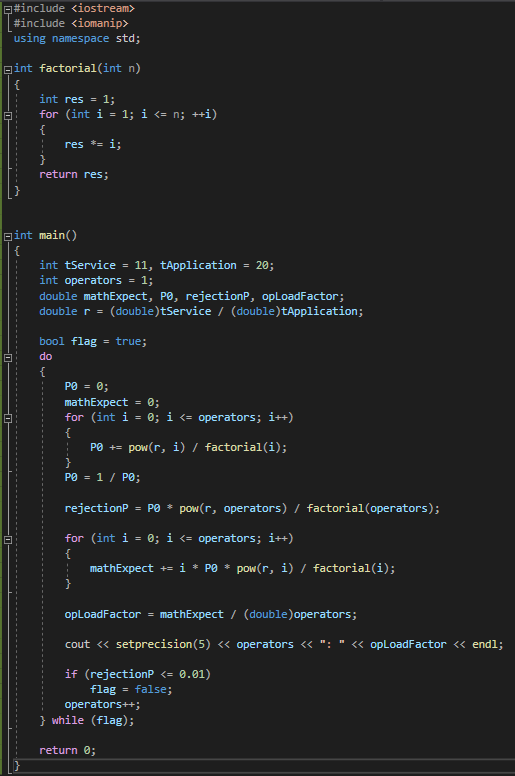 #include <iostream>
#include <iomanip>
using namespace std;

int factorial(int n)
{
    int res = 1;
    for (int i = 1; i <= n; ++i)
    {
        res *= i;
    }
    return res;
}


int main()
{
    int tService = 11, tApplication = 20;
    int operators = 1;
    double mathExpect, P0, rejectionP, opLoadFactor;
    double r = (double)tService / (double)tApplication;

    bool flag = true;
    do
    {
        P0 = 0;
        mathExpect = 0;
        for (int i = 0; i <= operators; i++)
        {
            P0 += pow(r, i) / factorial(i);
        }
        P0 = 1 / P0;

        rejectionP = P0 * pow(r, operators) / factorial(operators);

        for (int i = 0; i <= operators; i++)
        {
            mathExpect += i * P0 * pow(r, i) / factorial(i);
        }

        opLoadFactor = mathExpect / (double)operators;

        cout << setprecision(5) << operators << ": " << opLoadFactor << endl;

        if (rejectionP <= 0.01)
            flag = false;
        operators++;
    } while (flag);

    return 0;
}